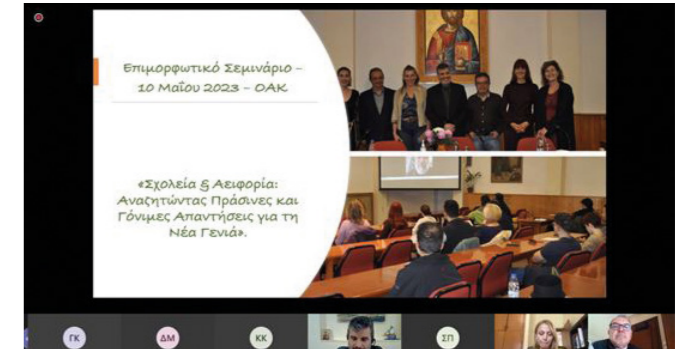 Επιμορφωτικό Σεμινάριο –
10 Μαΐου 2023 – ΟΑΚ
«Σχολεία & Αειφορία:
Αναζητώντας Πράσινες και
Γόνιμες Απαντήσεις για τη
Νέα Γενιά».
ΓΚ
ΔΜ
ΚΚ
ΣΠ